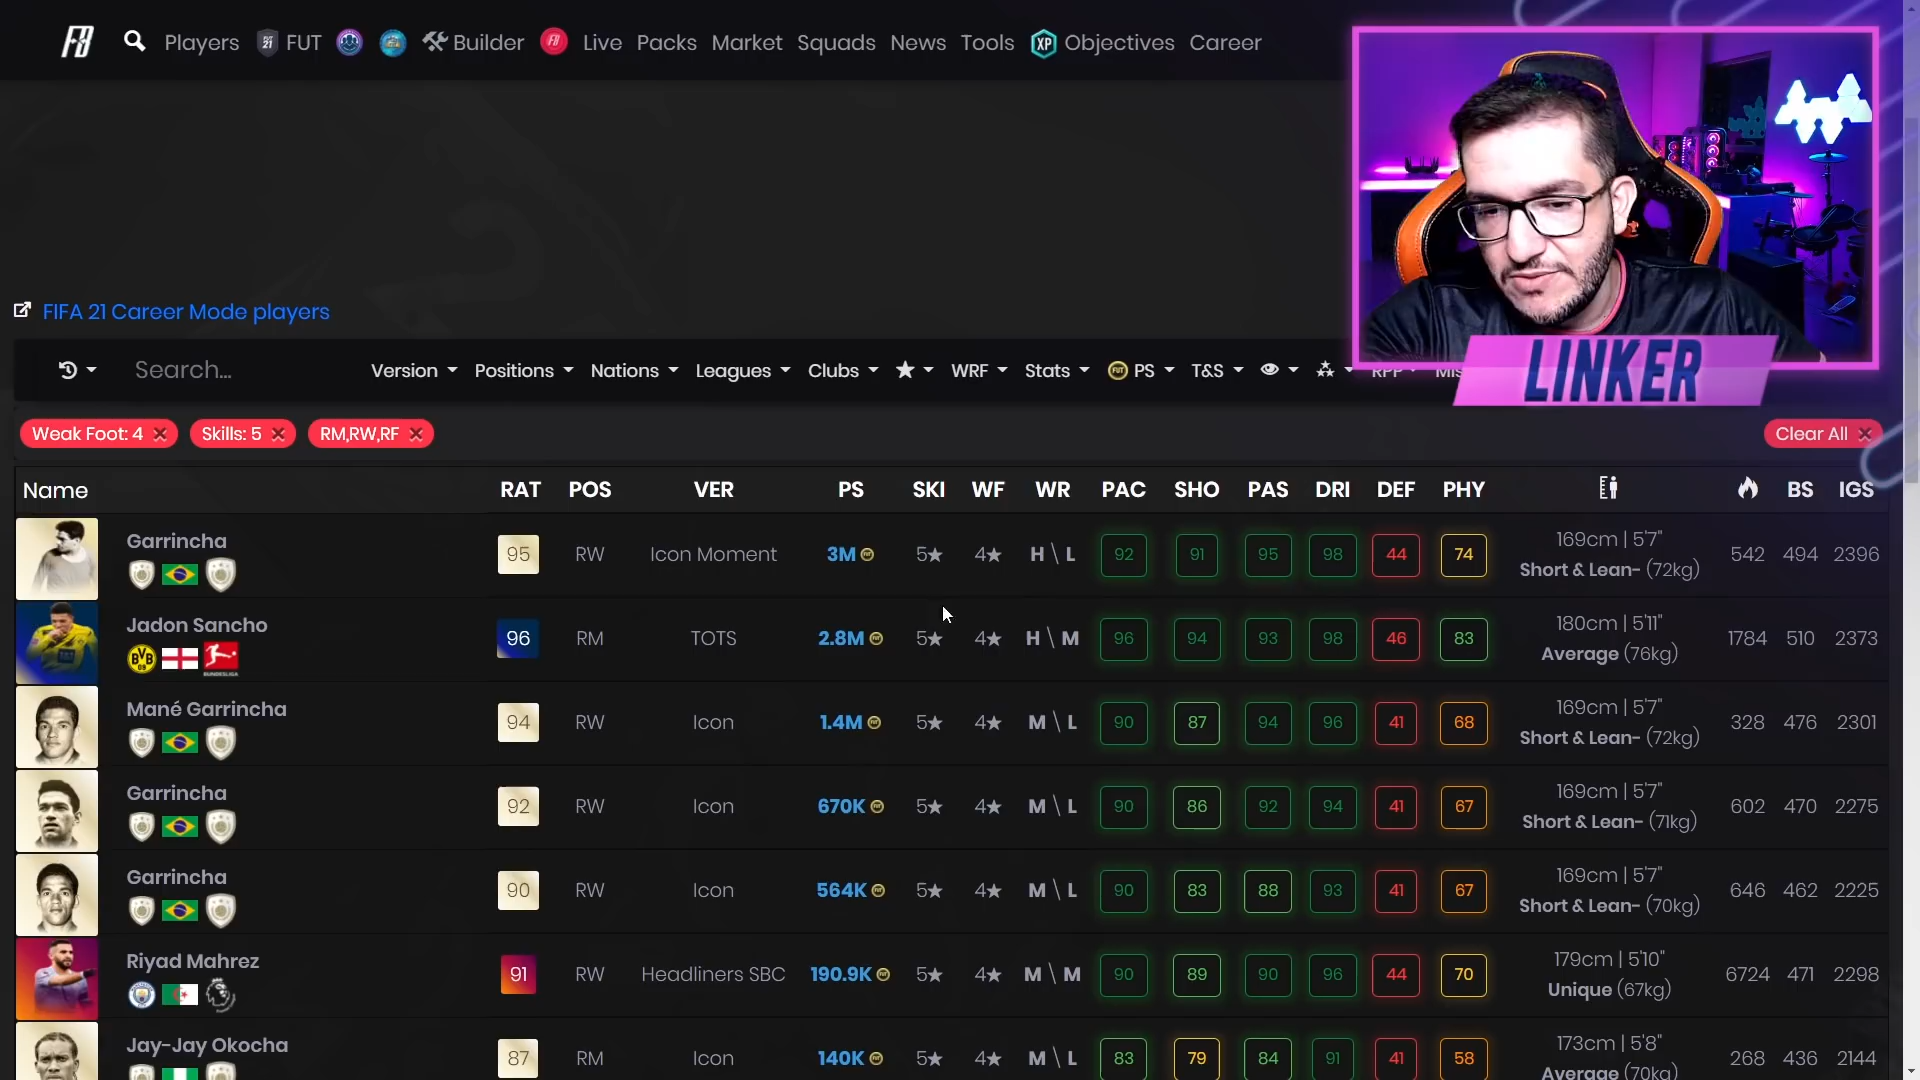 Players FUT Builder Live Packs Market Squads News Tools XP Objectives Career
FIFA 21 Career Mode players
Search... Version Positions Nations Leagues Clubs WRF Stats PS T&S
LINKER
Weak Foot: 4 Skills: 5 RM,RW,RF Clear All
Name RAT POS VER PS SKI WF WR PAC SHO PAS DRI DEF PHY BS IGS
Garrincha 95 RW Icon Moment 3M 5★ 4★ H \ L 92 91 95 98 44 74 169cm | 5'7" 542 494 2396
Short & Lean- (72kg)
Jadon Sancho 96 RM TOTS 2.8M 5★ 4★ H \ M 96 94 93 98 46 83 180cm | 5'11" 1784 510 2373
Average (76kg)
Mané Garrincha 94 RW Icon 1.4M 5★ 4★ M \ L 90 87 94 96 41 68 169cm | 5'7" 328 476 2301
Short & Lean- (72kg)
Garrincha 92 RW Icon 670K 5★ 4★ M \ L 90 86 92 94 41 67 169cm | 5'7" 602 470 2275
Short & Lean- (71kg)
Garrincha 90 RW Icon 564K 5★ 4★ M \ L 90 83 88 93 41 67 169cm | 5'7" 646 462 2225
Short & Lean- (70kg)
Riyad Mahrez 91 RW Headliners SBC 190.9K 5★ 4★ M \ M 90 89 90 96 44 70 179cm | 5'10" 6724 471 2298
Unique (67kg)
Jay-Jay Okocha 87 RM Icon 140K 5★ 4★ M \ L 83 79 84 91 41 58 173cm | 5'8" 268 436 2144
Average (70kg)